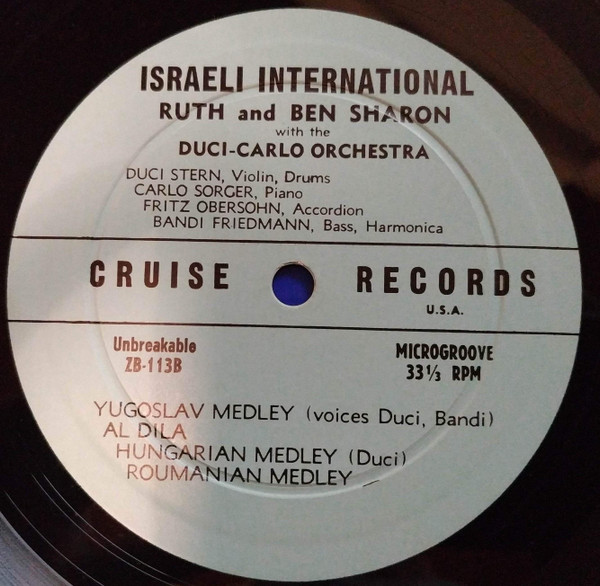 ISRAELI INTERNATIONAL
RUTH and BEN SHARON
with the
DUCI-CARLO ORCHESTRA
DUCI STERN, Violin, Drums
CARLO SORGER, Piano
FRITZ OBERSOHN, Accordion
BANDI FRIEDMANN, Bass, Harmonica
CRUISE RECORDS
U.S.A.
Unbreakable MICROGROOVE
ZB-113B 33⅓ RPM
YUGOSLAV MEDLEY (voices Duci, Bandi)
AL DILA
HUNGARIAN MEDLEY (Duci)
ROUMANIAN MEDLEY